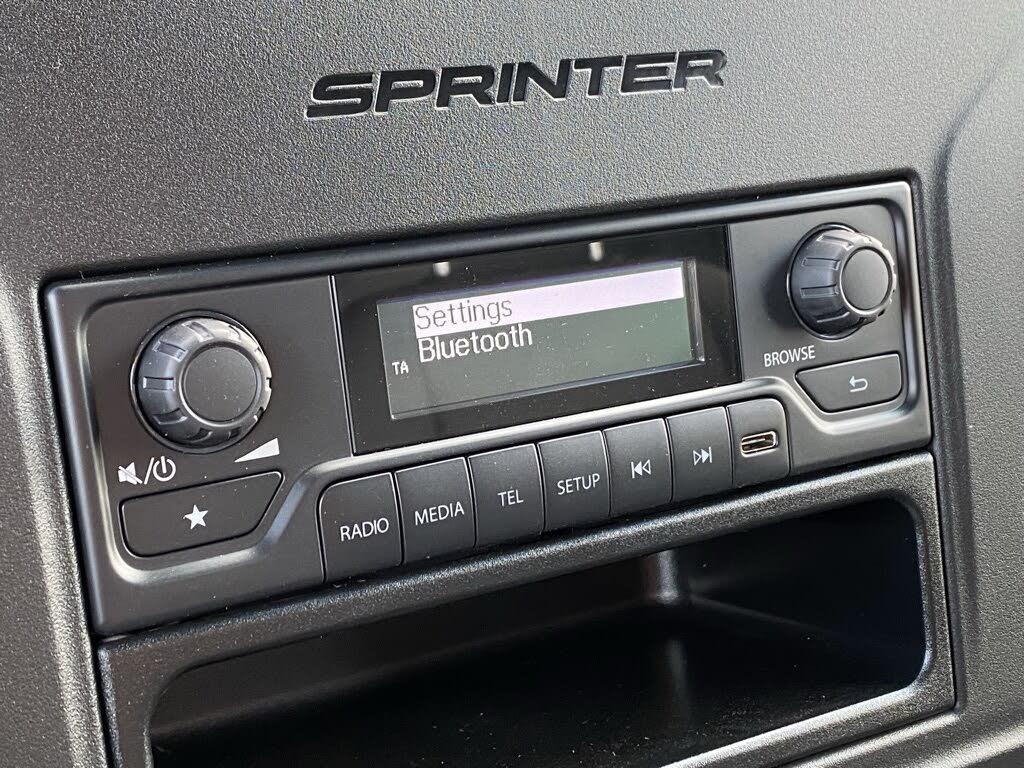 SPRINTER
Settings
Bluetooth
TA
BROWSE
RADIO
MEDIA
TEL
SETUP